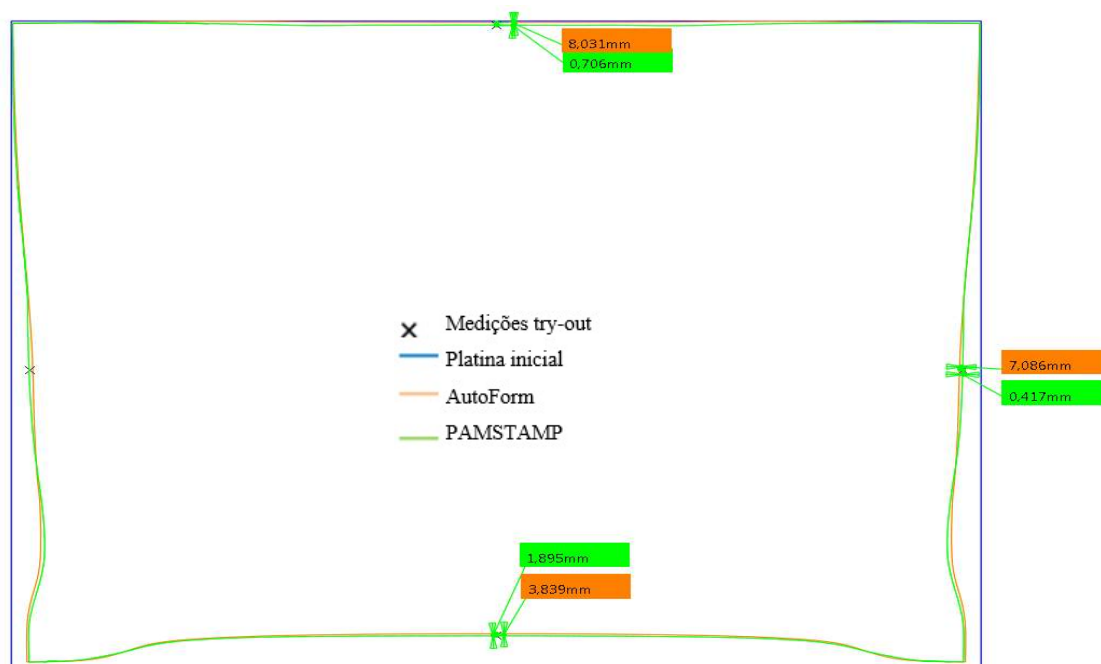 8,031mm
0,706mm
Medições try-out
Platina inicial
AutoForm
PAMSTAMP
7,086mm
0,417mm
1,895mm
3,839mm